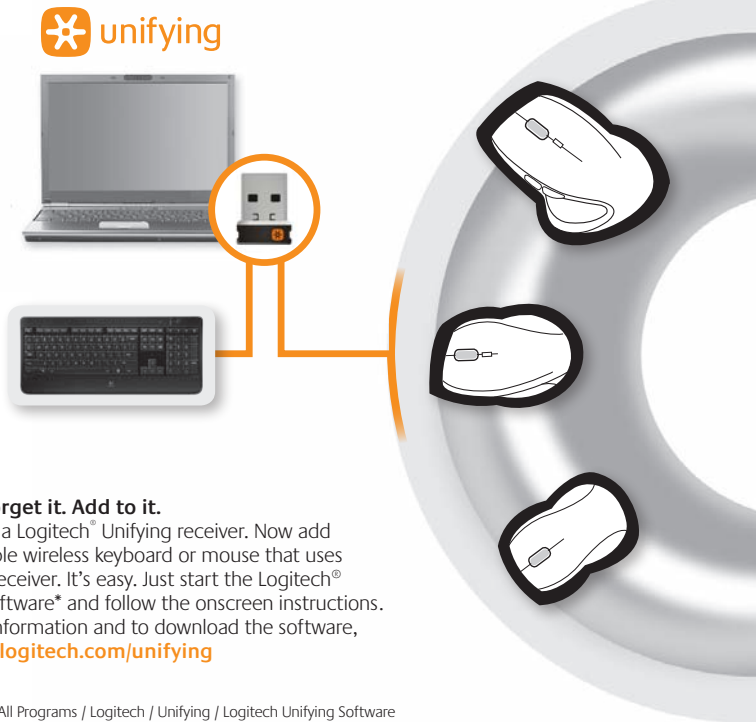 unifying
rget it. Add to it.
a Logitech® Unifying receiver. Now add
ole wireless keyboard or mouse that uses
eceiver. It's easy. Just start the Logitech®
ftware* and follow the onscreen instructions.
nformation and to download the software,
logitech.com/unifying
All Programs / Logitech / Unifying / Logitech Unifying Software